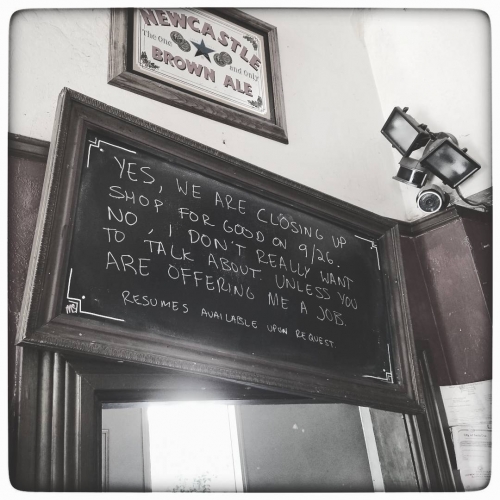 NEWCASTLE
The One and Only
BROWN ALE
YES, WE ARE CLOSING UP
SHOP FOR GOOD ON 9/26.
NO, I DON'T REALLY WANT
TO TALK ABOUT UNLESS YOU
ARE OFFERING ME A JOB.
RESUMES AVAILABLE UPON REQUEST.